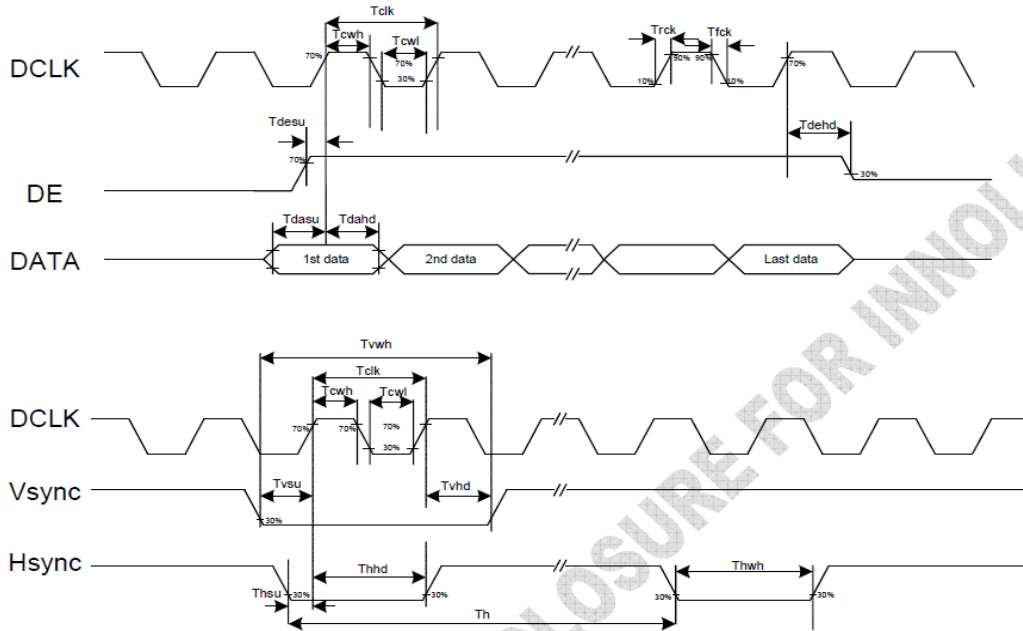 Tclk
Tcwh
Tcwl
Trck
Tfck
DCLK
70%
70%
30%
90%
90%
10%
10%
70%
Tdesu
Tdehd
70%
30%
DE
Tdasu
Tdahd
DATA
1st data
2nd data
Last data
Tvwh
Tclk
Tcwh
Tcwl
DCLK
70%
70%
70%
30%
Vsync
Tvsu
Tvhd
30%
Hsync
Thhd
Thwh
Thsu
30%
30%
30%
30%
Th
LOSURE FOR INNOL